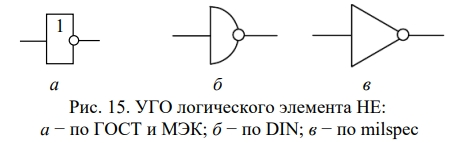 1
а б в
Рис. 15. УГО логического элемента НЕ:
а − по ГОСТ и МЭК; б − по DIN; в − по milspec